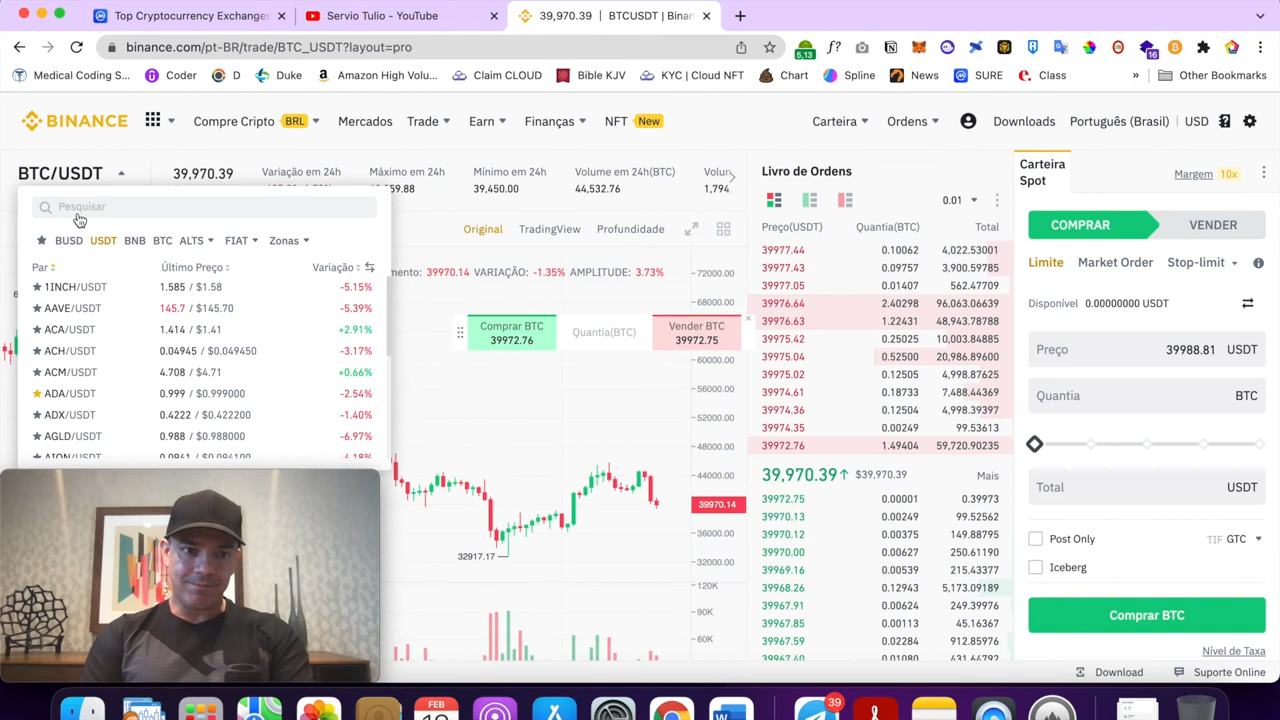 Top Cryptocurrency Exchange
Servio Tulio - YouTube
39,970.39 | BTCUSDT | Binan
binance.com/pt-BR/trade/BTC_USDT?layout=pro
5,13
16
Medical Coding S...
Coder
D
Duke
Amazon High Volu...
Claim CLOUD
Bible KJV
KYC | Cloud NFT
Chart
Spline
News
SURE
Class
»
Other Bookmarks
BINANCE
Compre Cripto BRL
Mercados
Trade
Earn
Finanças
NFT New
Carteira
Ordens
Downloads
Português (Brasil)
USD
BTC/USDT
39,970.39
Variação em 24h
Mínimo em 24h
39,450.00
Volume em 24h(BTC)
44,532.76
1,794
Pesquisar
BUSD USDT BNB BTC ALTS FIAT Zonas
Par Último Preço Variação
1INCH/USDT 1.585 / $1.58 -5.15%
AAVE/USDT 145.7 / $145.70 -5.39%
ACA/USDT 1.414 / $1.41 +2.91%
ACH/USDT 0.04945 / $0.049450 -3.17%
ACM/USDT 4.708 / $4.71 +0.66%
ADA/USDT 0.999 / $0.999000 -2.54%
ADX/USDT 0.4222 / $0.422200 -1.40%
AGLD/USDT 0.988 / $0.988000 -6.97%
Original TradingView Profundidade
39970.14 VARIAÇÃO: -1.35% AMPLITUDE: 3.73%
Comprar BTC
39972.76
Quantia(BTC)
Vender BTC
39972.75
72000.00
68000.00
60000.00
56000.00
52000.00
48000.00
44000.00
39970.14
36000.00
32000.00
32917.17
120K
90K
60K
Livro de Ordens
0.01
Preço(USDT) Quantia(BTC) Total
39977.44 0.10062 4,022.53001
39977.43 0.09757 3,900.59785
39977.05 0.01407 562.47709
39976.64 2.40298 96,063.06639
39976.63 1.22431 48,943.78788
39975.42 0.25025 10,003.84885
39975.04 0.52500 20,986.89600
39975.02 0.12505 4,998.87625
39974.61 0.18733 7,488.44369
39974.36 0.12504 4,998.39397
39974.35 0.00249 99.53613
39972.76 1.49404 59,720.90235
39,970.39 $39,970.39 Mais
39972.75 0.00001 0.39973
39970.13 0.00249 99.52562
39970.12 0.00375 149.88795
39970.00 0.00627 250.61190
39969.16 0.00539 215.43377
39968.26 0.12943 5,173.09189
39967.91 0.00624 249.39976
39967.85 0.00113 45.16367
39967.59 0.02284 912.85976
39967.40 0.01080 431.64792
Carteira
Spot
Margem 10x
COMPRAR
VENDER
Limite Market Order Stop-limit
Disponível 0.00000000 USDT
Preço 39988.81 USDT
Quantia BTC
Total USDT
Post Only TIF GTC
Iceberg
Comprar BTC
Nível de Taxa
Download
Suporte Online
FEB
39